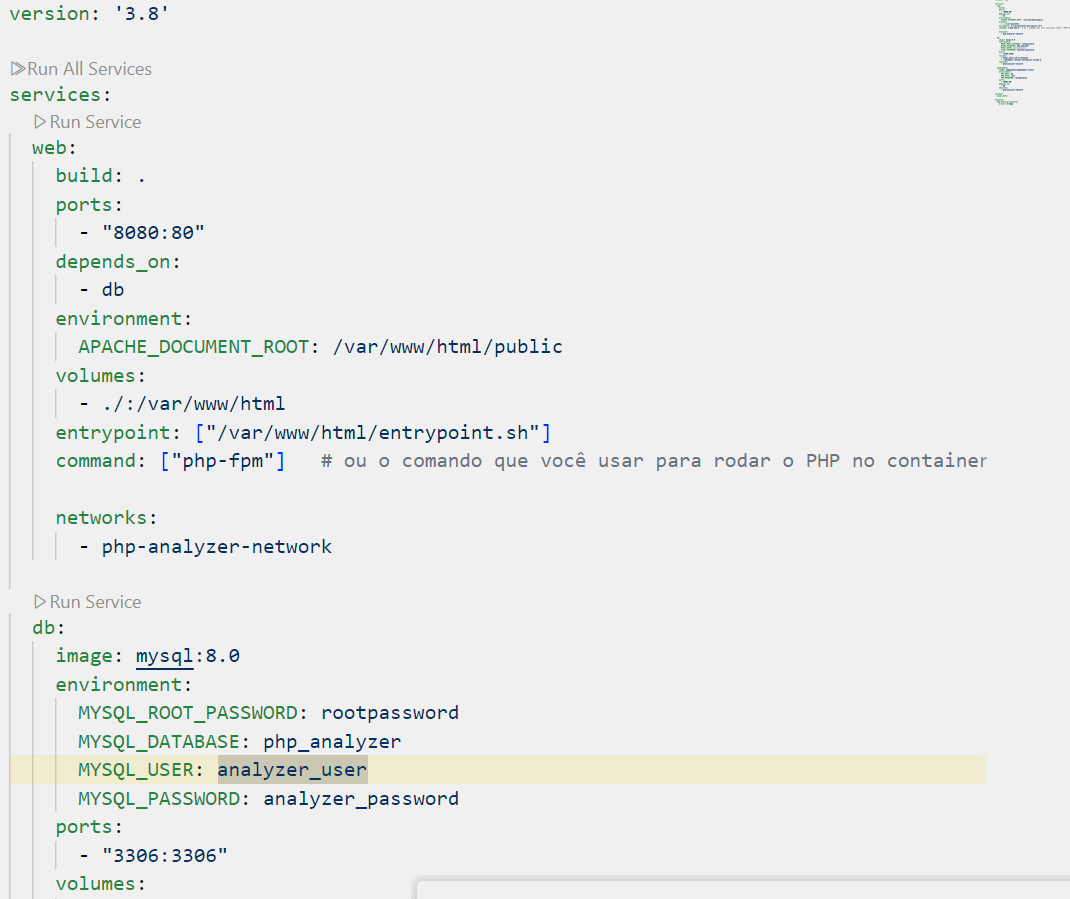 version: '3.8'
Run All Services
services:
Run Service
web:
build: .
ports:
- "8080:80"
depends_on:
- db
environment:
APACHE_DOCUMENT_ROOT: /var/www/html/public
volumes:
- ./:/var/www/html
entrypoint: ["/var/www/html/entrypoint.sh"]
command: ["php-fpm"]   # ou o comando que você usar para rodar o PHP no container
networks:
- php-analyzer-network
Run Service
db:
image: mysql:8.0
environment:
MYSQL_ROOT_PASSWORD: rootpassword
MYSQL_DATABASE: php_analyzer
MYSQL_USER: analyzer_user
MYSQL_PASSWORD: analyzer_password
ports:
- "3306:3306"
volumes: